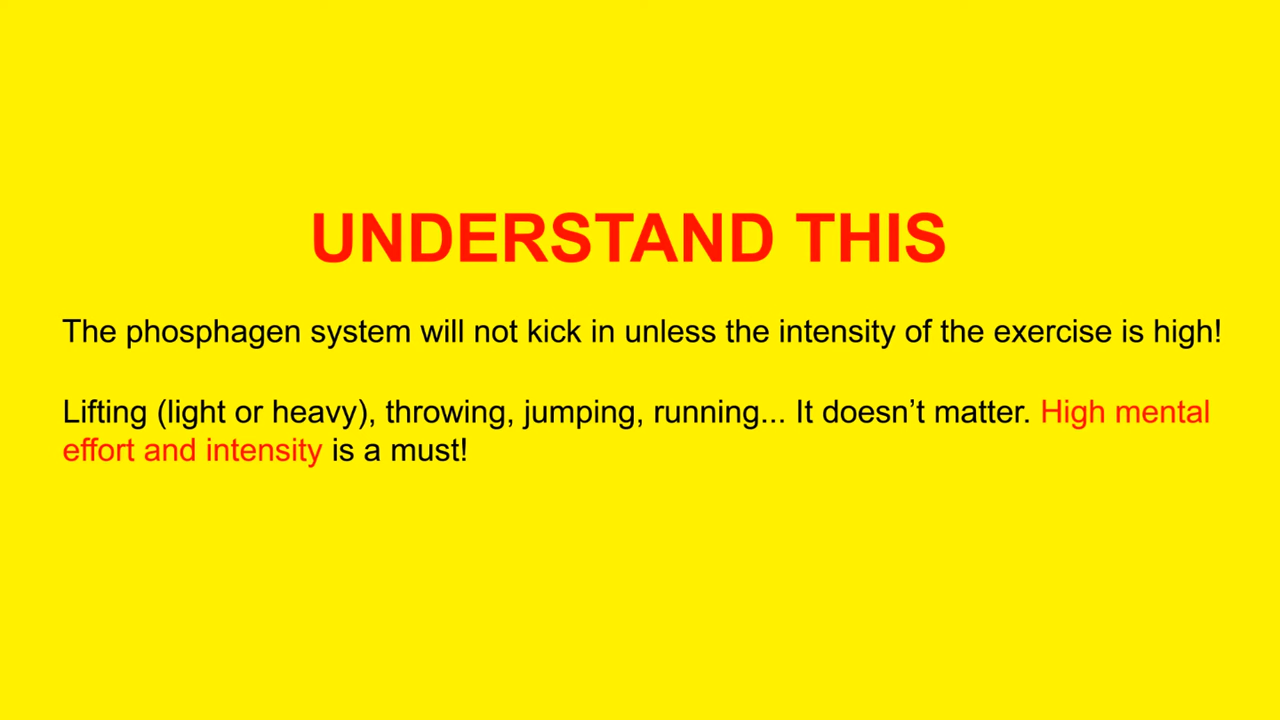 UNDERSTAND THIS
The phosphagen system will not kick in unless the intensity of the exercise is high!
Lifting (light or heavy), throwing, jumping, running... It doesn’t matter. High mental
effort and intensity is a must!